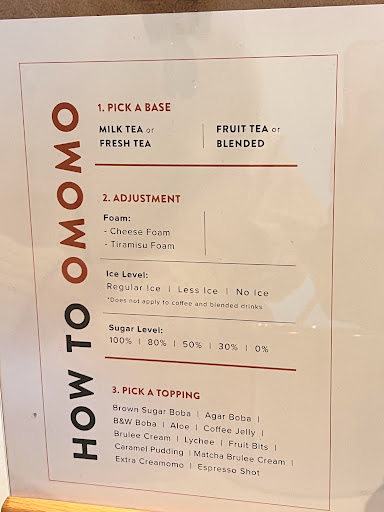 HOW TO OMOMO
1. PICK A BASE
MILK TEA or
FRESH TEA
FRUIT TEA or
BLENDED
2. ADJUSTMENT
Foam:
- Cheese Foam
- Tiramisu Foam
Ice Level:
Regular Ice | Less Ice | No Ice
*Does not apply to coffee and blended drinks
Sugar Level:
100% | 80% | 50% | 30% | 0%
3. PICK A TOPPING
Brown Sugar Boba | Agar Boba |
B&W Boba | Aloe | Coffee Jelly |
Brulee Cream | Lychee | Fruit Bits |
Caramel Pudding | Matcha Brulee Cream |
Extra Creamomo | Espresso Shot